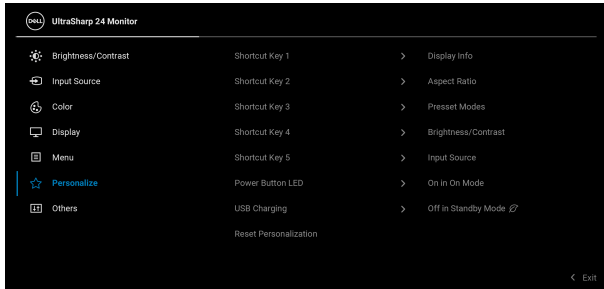 DELL UltraSharp 24 Monitor
Brightness/Contrast Shortcut Key 1 > Display Info
Input Source Shortcut Key 2 > Aspect Ratio
Color Shortcut Key 3 > Presset Modes
Display Shortcut Key 4 > Brightness/Contrast
Menu Shortcut Key 5 > Input Source
Personalize Power Button LED > On in On Mode
Others USB Charging > Off in Standby Mode
Reset Personalization
< Exit